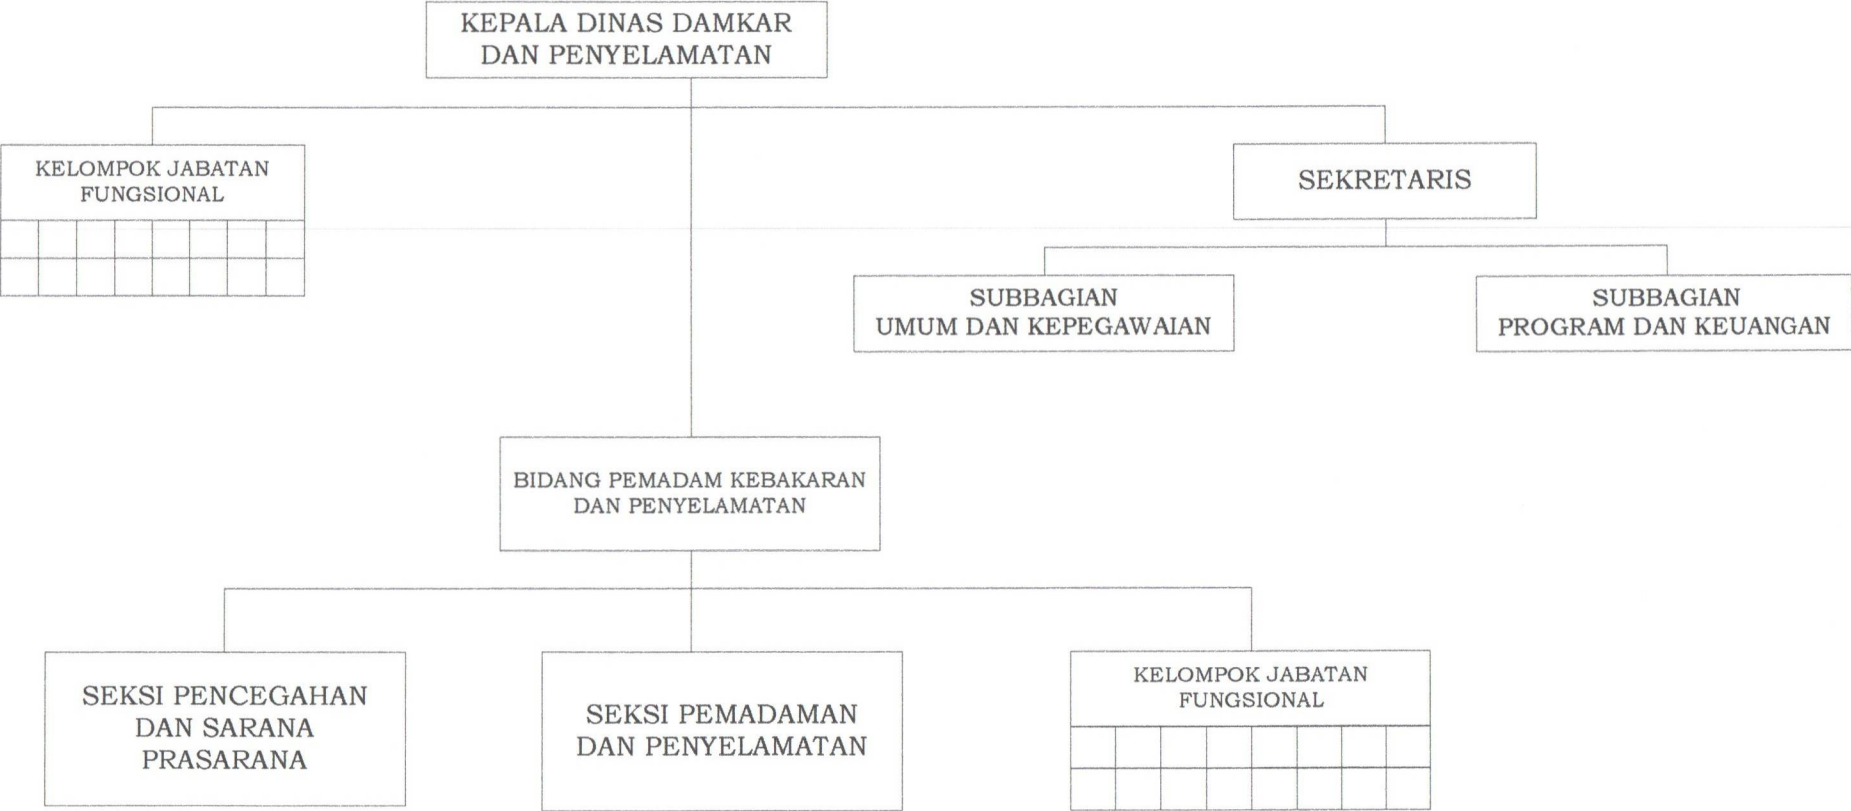 KEPALA DINAS DAMKAR
DAN PENYELAMATAN
KELOMPOK JABATAN
FUNGSIONAL
SEKRETARIS
SUBBAGIAN
UMUM DAN KEPEGAWAIAN
SUBBAGIAN
PROGRAM DAN KEUANGAN
BIDANG PEMADAM KEBAKARAN
DAN PENYELAMATAN
SEKSI PENCEGAHAN
DAN SARANA
PRASARANA
SEKSI PEMADAMAN
DAN PENYELAMATAN
KELOMPOK JABATAN
FUNGSIONAL